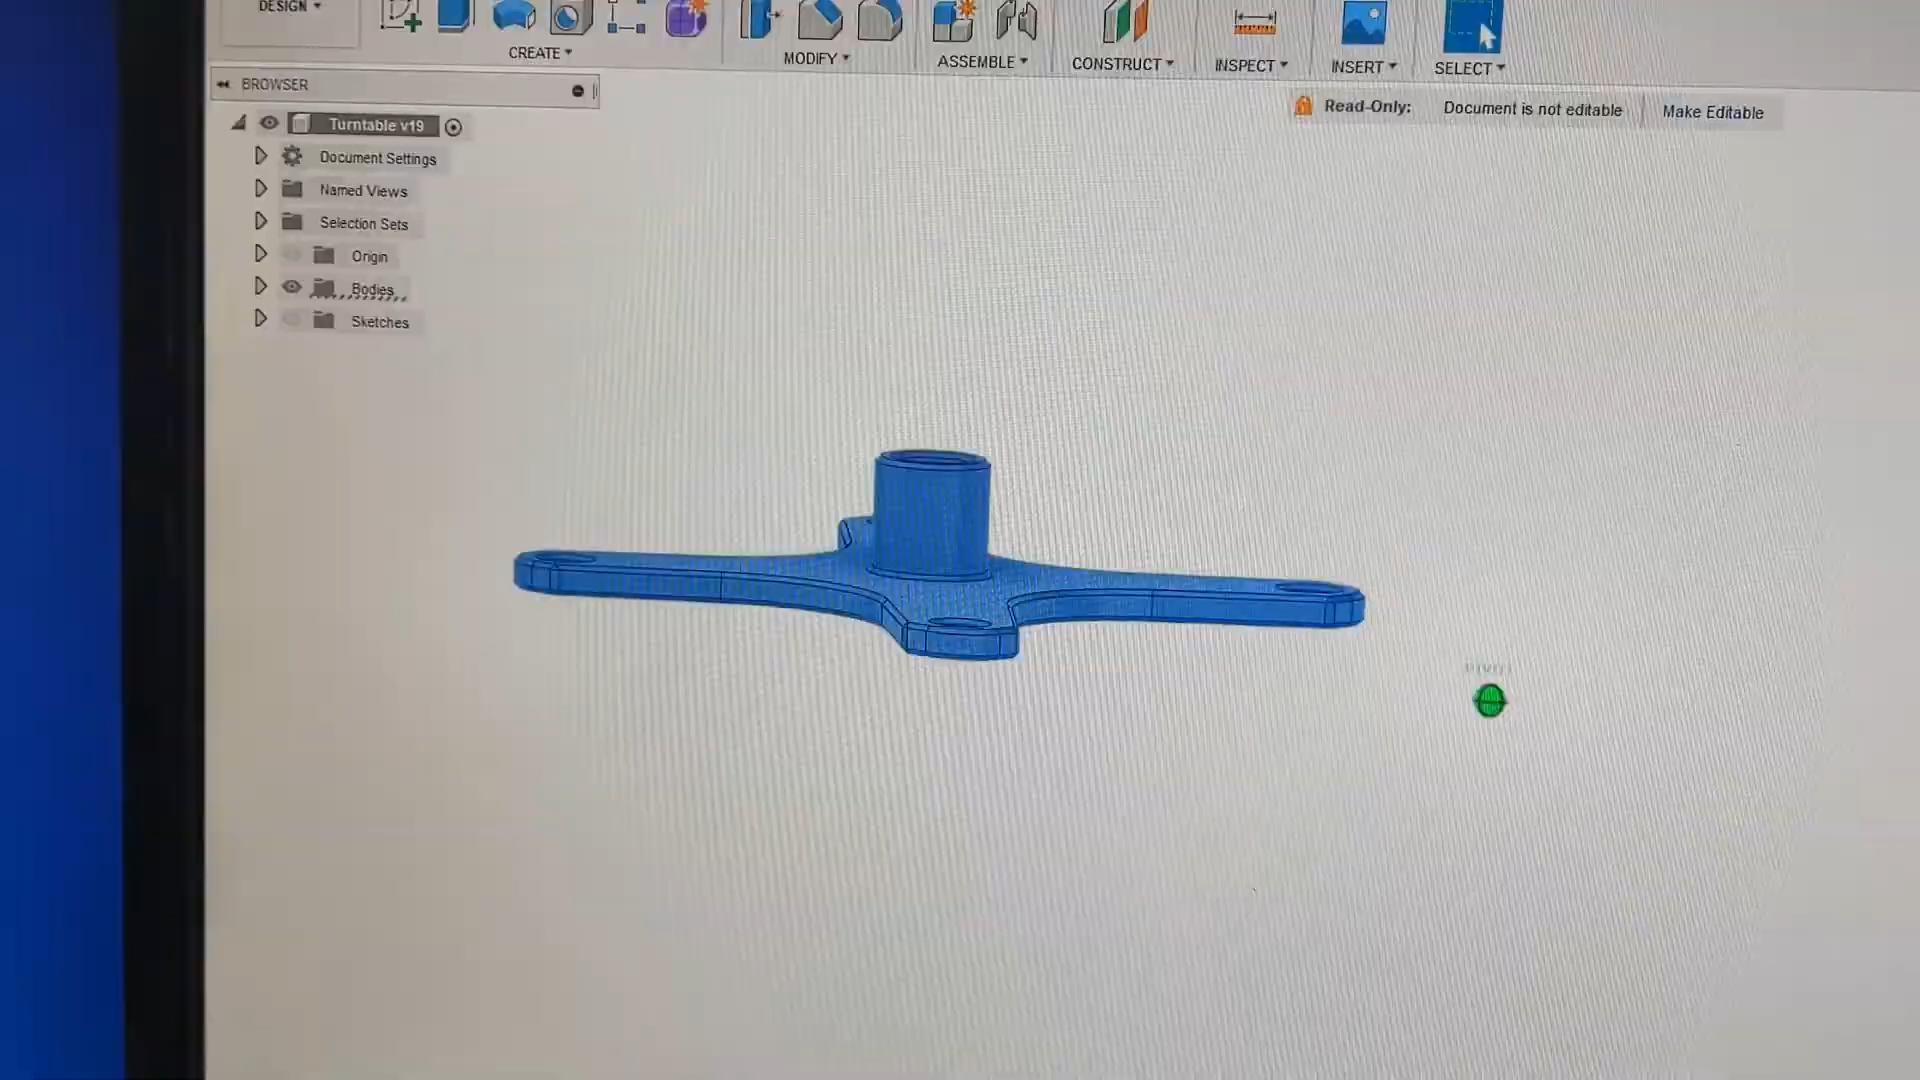 DESIGN
CREATE
MODIFY
ASSEMBLE
CONSTRUCT
INSPECT
INSERT
SELECT
BROWSER
Read-Only: Document is not editable Make Editable
Turntable v19
Document Settings
Named Views
Selection Sets
Origin
Bodies
Sketches